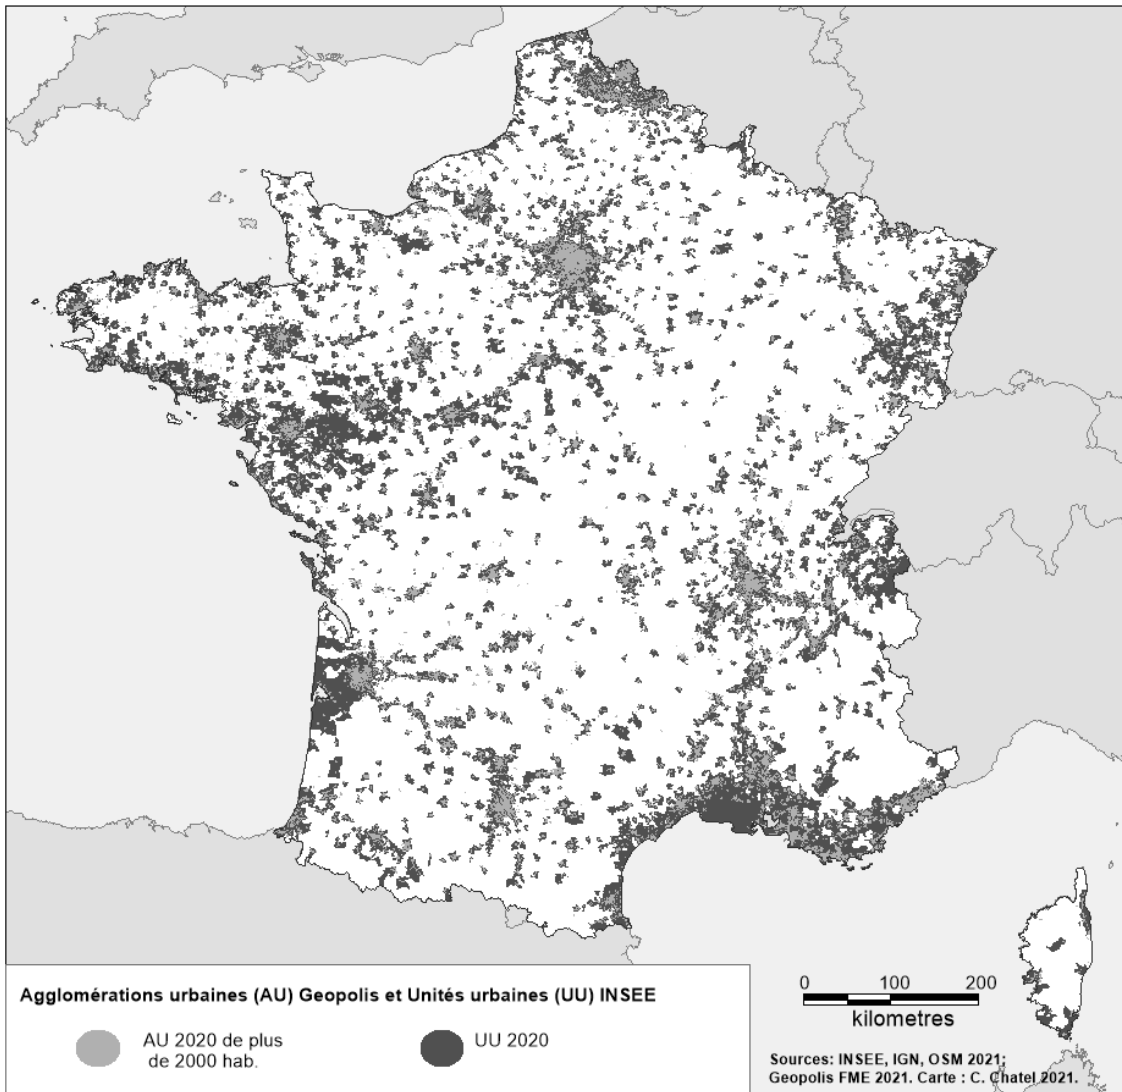 Agglomérations urbaines (AU) Geopolis et Unités urbaines (UU) INSEE
AU 2020 de plus
de 2000 hab.
UU 2020
0 100 200
kilometres
Sources: INSEE, IGN, OSM 2021;
Geopolis FME 2021. Carte : C. Chatel 2021.